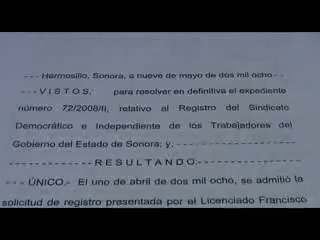 - - - Hermosillo, Sonora, a nueve de mayo de dos mil ocho - - -
- - - V I S T O S, para resolver en definitiva el expediente
número 72/2008/II, relativo al Registro del Sindicato
Democrático e Independiente de los Trabajadores del
Gobierno del Estado de Sonora; y, - - - - - - - - - - - - - - -
- - - - - - - - - - - - - - R E S U L T A N D O; - - - - - - - - - - - - - -
- - - ÚNICO.- El uno de abril de dos mil ocho, se admitió la
solicitud de registro presentada por el Licenciado Francisco